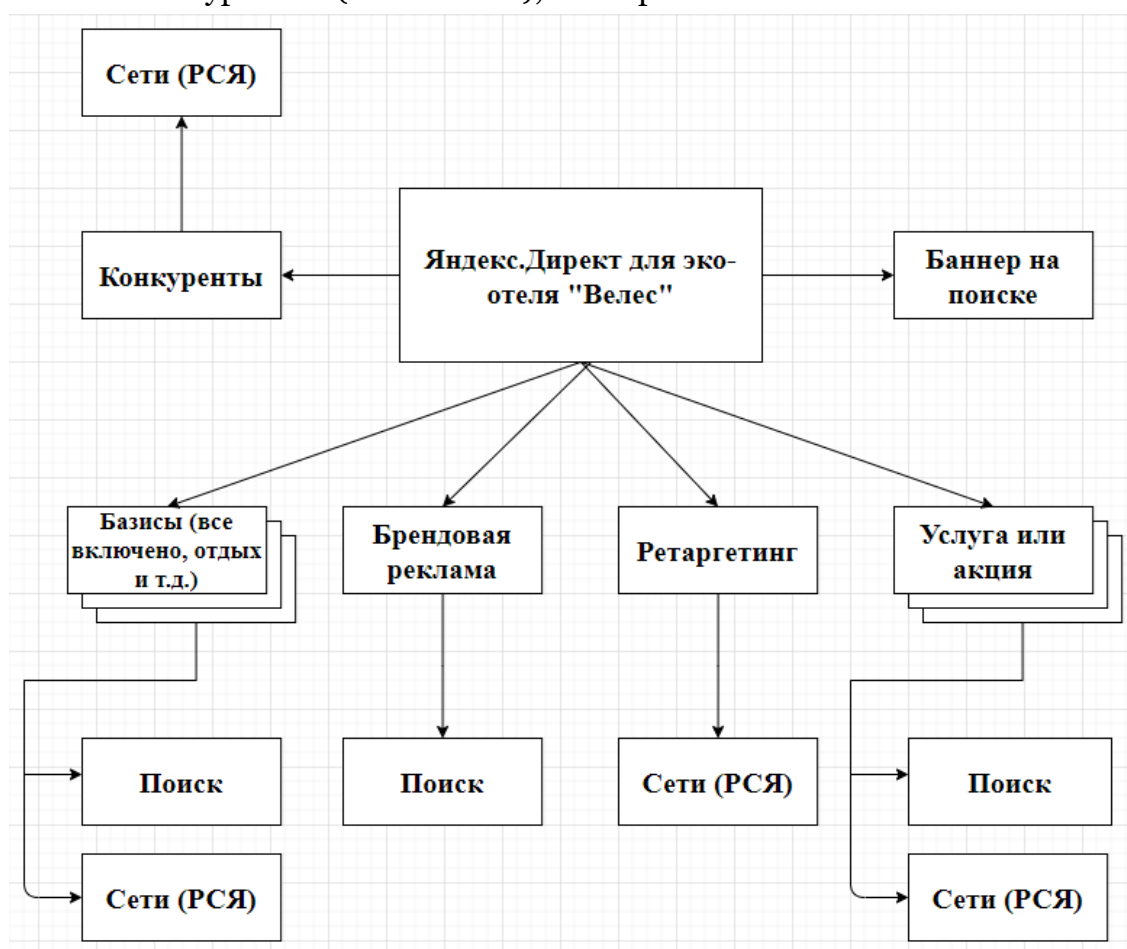 Сети (РСЯ)
Яндекс.Директ для эко-
отеля "Велес"
Конкуренты
Баннер на
поиске
Базисы (все
включено, отдых
и т.д.)
Брендовая
реклама
Ретаргетинг
Услуга или
акция
Поиск
Поиск
Сети (РСЯ)
Поиск
Сети (РСЯ)
Сети (РСЯ)